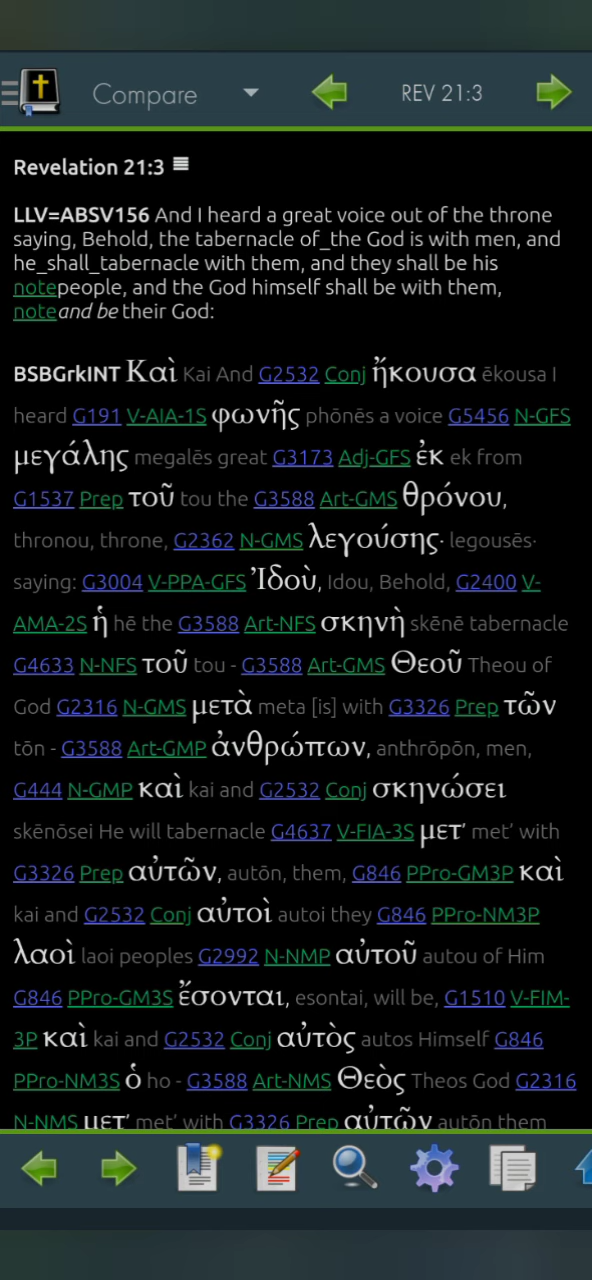 Compare
REV 21:3
Revelation 21:3
LLV=ABSV156 And I heard a great voice out of the throne
saying, Behold, the tabernacle of_the God is with men, and
he_shall_tabernacle with them, and they shall be his
notepeople, and the God himself shall be with them,
noteand be their God:
BSBGrkINT Καὶ Kai And G2532 Conj ἤκουσα ēkousa I
heard G191 V-AIA-1S φωνῆς phōnēs a voice G5456 N-GFS
μεγάλης megalēs great G3173 Adj-GFS ἐκ ek from
G1537 Prep τοῦ tou the G3588 Art-GMS θρόνου,
thronou, throne, G2362 N-GMS λεγούσης· legousēs·
saying: G3004 V-PPA-GFS Ἰδοὺ, Idou, Behold, G2400 V-
AMA-2S ἡ hē the G3588 Art-NFS σκηνὴ skēnē tabernacle
G4633 N-NFS τοῦ tou - G3588 Art-GMS Θεοῦ Theou of
God G2316 N-GMS μετὰ meta [is] with G3326 Prep τῶν
tōn - G3588 Art-GMP ἀνθρώπων, anthrōpōn, men,
G444 N-GMP καὶ kai and G2532 Conj σκηνώσει
skēnōsei He will tabernacle G4637 V-FIA-3S μετ’ met’ with
G3326 Prep αὐτῶν, autōn, them, G846 PPro-GM3P καὶ
kai and G2532 Conj αὐτοὶ autoi they G846 PPro-NM3P
λαοὶ laoi peoples G2992 N-NMP αὐτοῦ autou of Him
G846 PPro-GM3S ἔσονται, esontai, will be, G1510 V-FIM-
3P καὶ kai and G2532 Conj αὐτὸς autos Himself G846
PPro-NM3S ὁ ho - G3588 Art-NMS Θεὸς Theos God G2316
N-NMS μετ’ met’ with G3326 Prep αὐτῶν autōn them